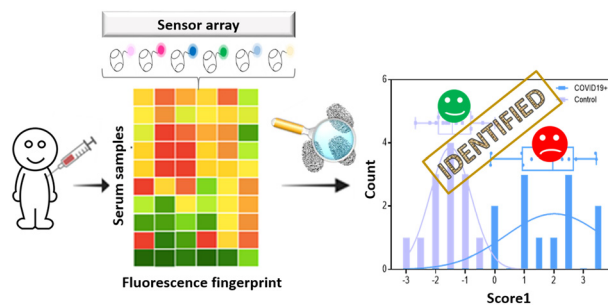 Sensor array
Serum samples
Fluorescence fingerprint
COVID19+
Control
IDENTIFIED
Count
6
4
2
0
-3
-2
-1
0
1
2
3
Score1